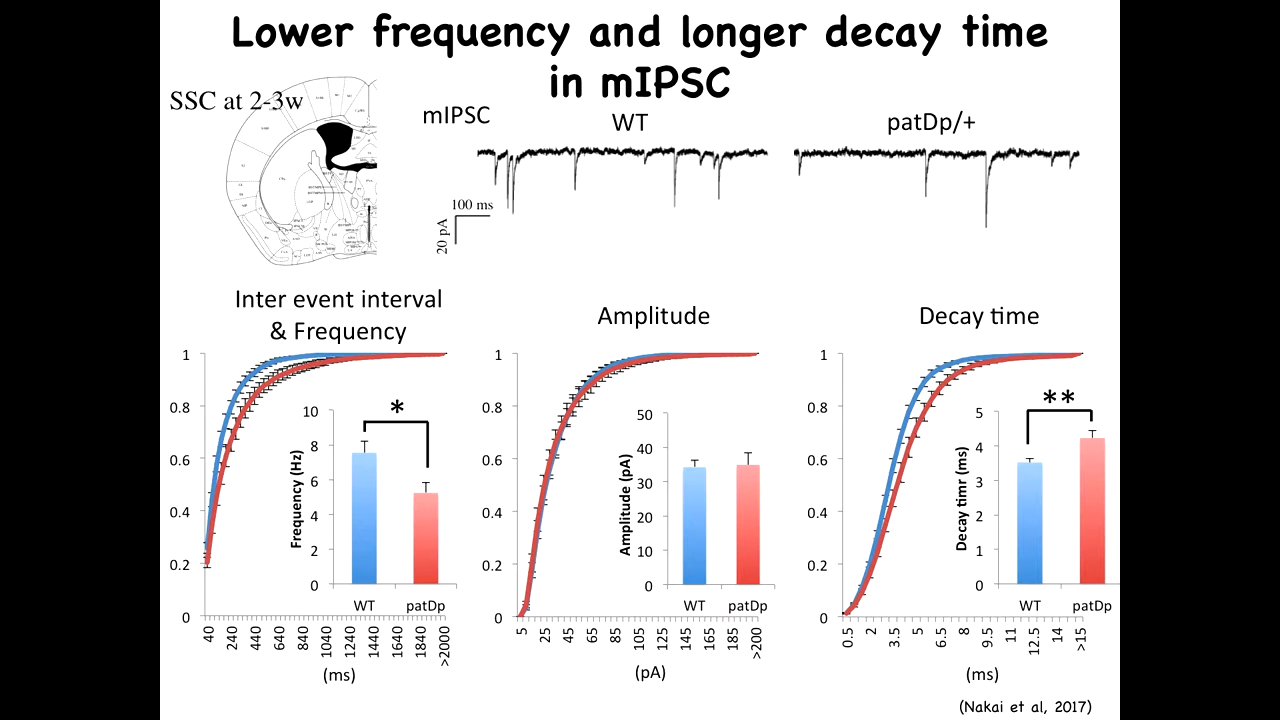 Lower frequency and longer decay time
in mIPSC
SSC at 2-3w
mIPSC
WT
patDp/+
100 ms
20 pA
Inter event interval
& Frequency
Amplitude
Decay time
1
0.8
0.6
0.4
0.2
0
40
240
440
640
840
1040
1240
1440
1640
1840
>2000
(ms)
Frequency (Hz)
10
8
6
4
2
0
*
WT
patDp
1
0.8
0.6
0.4
0.2
0
5
25
45
65
85
105
125
145
165
185
>200
(pA)
Amplitude (pA)
50
40
30
20
10
0
WT
patDp
1
0.8
0.6
0.4
0.2
0
0.5
2
3.5
5
6.5
8
9.5
11
12.5
14
>15
(ms)
Decay timr (ms)
5
4
3
2
1
0
**
WT
patDp
(Nakai et al, 2017)